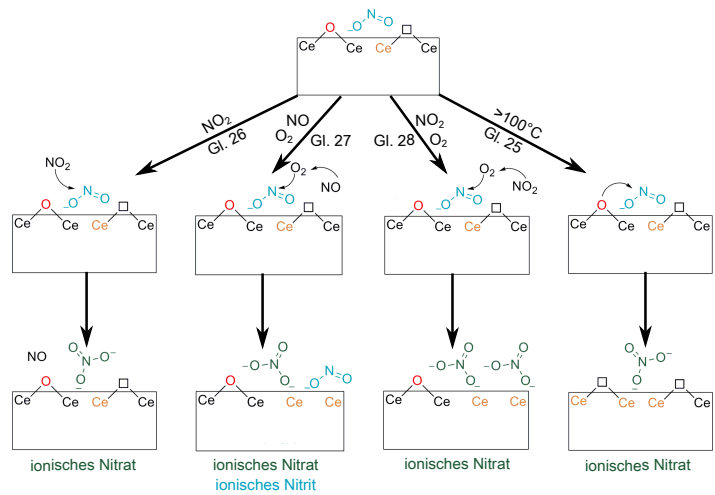 O N O
− O
Ce Ce Ce Ce
NO2 Gl. 26
NO O2 Gl. 27
NO2 O2 Gl. 28
>100°C Gl. 25
NO2 −O N O
O2 NO −O N O
O2 NO2 −O N O
−O N O
O Ce Ce Ce Ce
O Ce Ce Ce Ce
O Ce Ce Ce Ce
O Ce Ce Ce Ce
NO O N O− O−
−O N O O− −O N O
−O N O O− −O N O O−
O N O− O−
O Ce Ce Ce Ce
O Ce Ce Ce Ce
O Ce Ce Ce Ce
Ce Ce Ce Ce
ionisches Nitrat
ionisches Nitrat
ionisches Nitrit
ionisches Nitrat
ionisches Nitrat